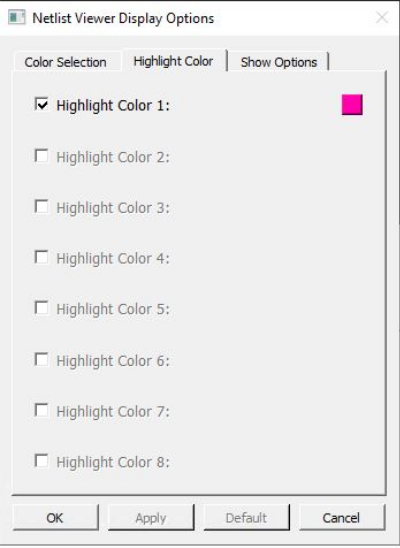 Netlist Viewer Display Options
Color Selection Highlight Color Show Options
Highlight Color 1:
Highlight Color 2:
Highlight Color 3:
Highlight Color 4:
Highlight Color 5:
Highlight Color 6:
Highlight Color 7:
Highlight Color 8:
OK Apply Default Cancel